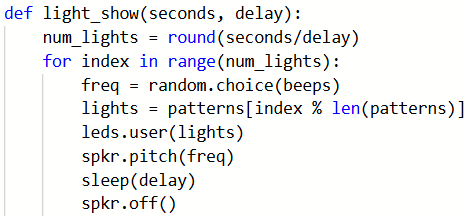 def light_show(seconds, delay):
    num_lights = round(seconds/delay)
    for index in range(num_lights):
        freq = random.choice(beeps)
        lights = patterns[index % len(patterns)]
        leds.user(lights)
        spkr.pitch(freq)
        sleep(delay)
        spkr.off()